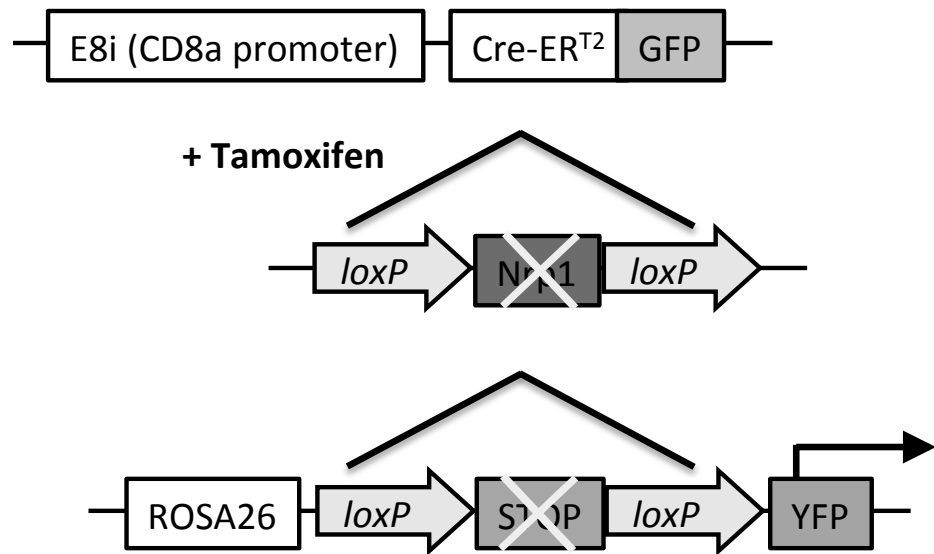 E8i (CD8a promoter) Cre-ERᵀ² GFP
+ Tamoxifen
loxP Nrp1 loxP
ROSA26 loxP STOP loxP YFP